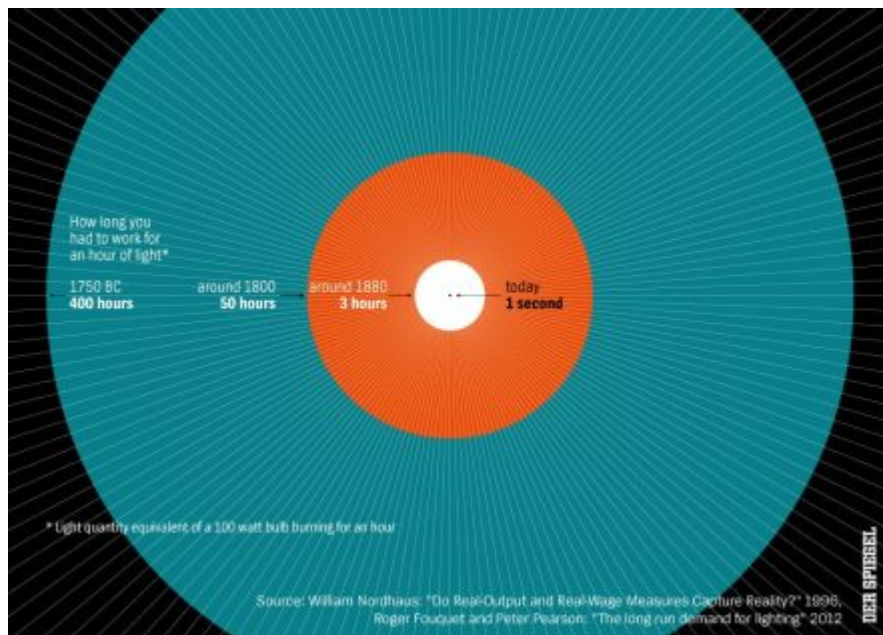 How long you
had to work for
an hour of light*
1750 BC
400 hours
around 1800
50 hours
around 1880
3 hours
today
1 second
* Light quantity equivalent of a 100 watt bulb burning for an hour
Source: William Nordhaus: "Do Real-Output and Real-Wage Measures Capture Reality?" 1996,
Roger Fouquet and Peter Pearson: "The long run demand for lighting" 2012
DER SPIEGEL